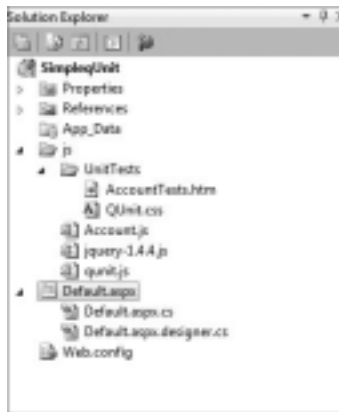 Solution Explorer
SimpleqUnit
Properties
References
App_Data
js
UnitTests
AccountTests.htm
QUnit.css
Account.js
jquery-1.4.4.js
qunit.js
Default.aspx
Default.aspx.cs
Default.aspx.designer.cs
Web.config